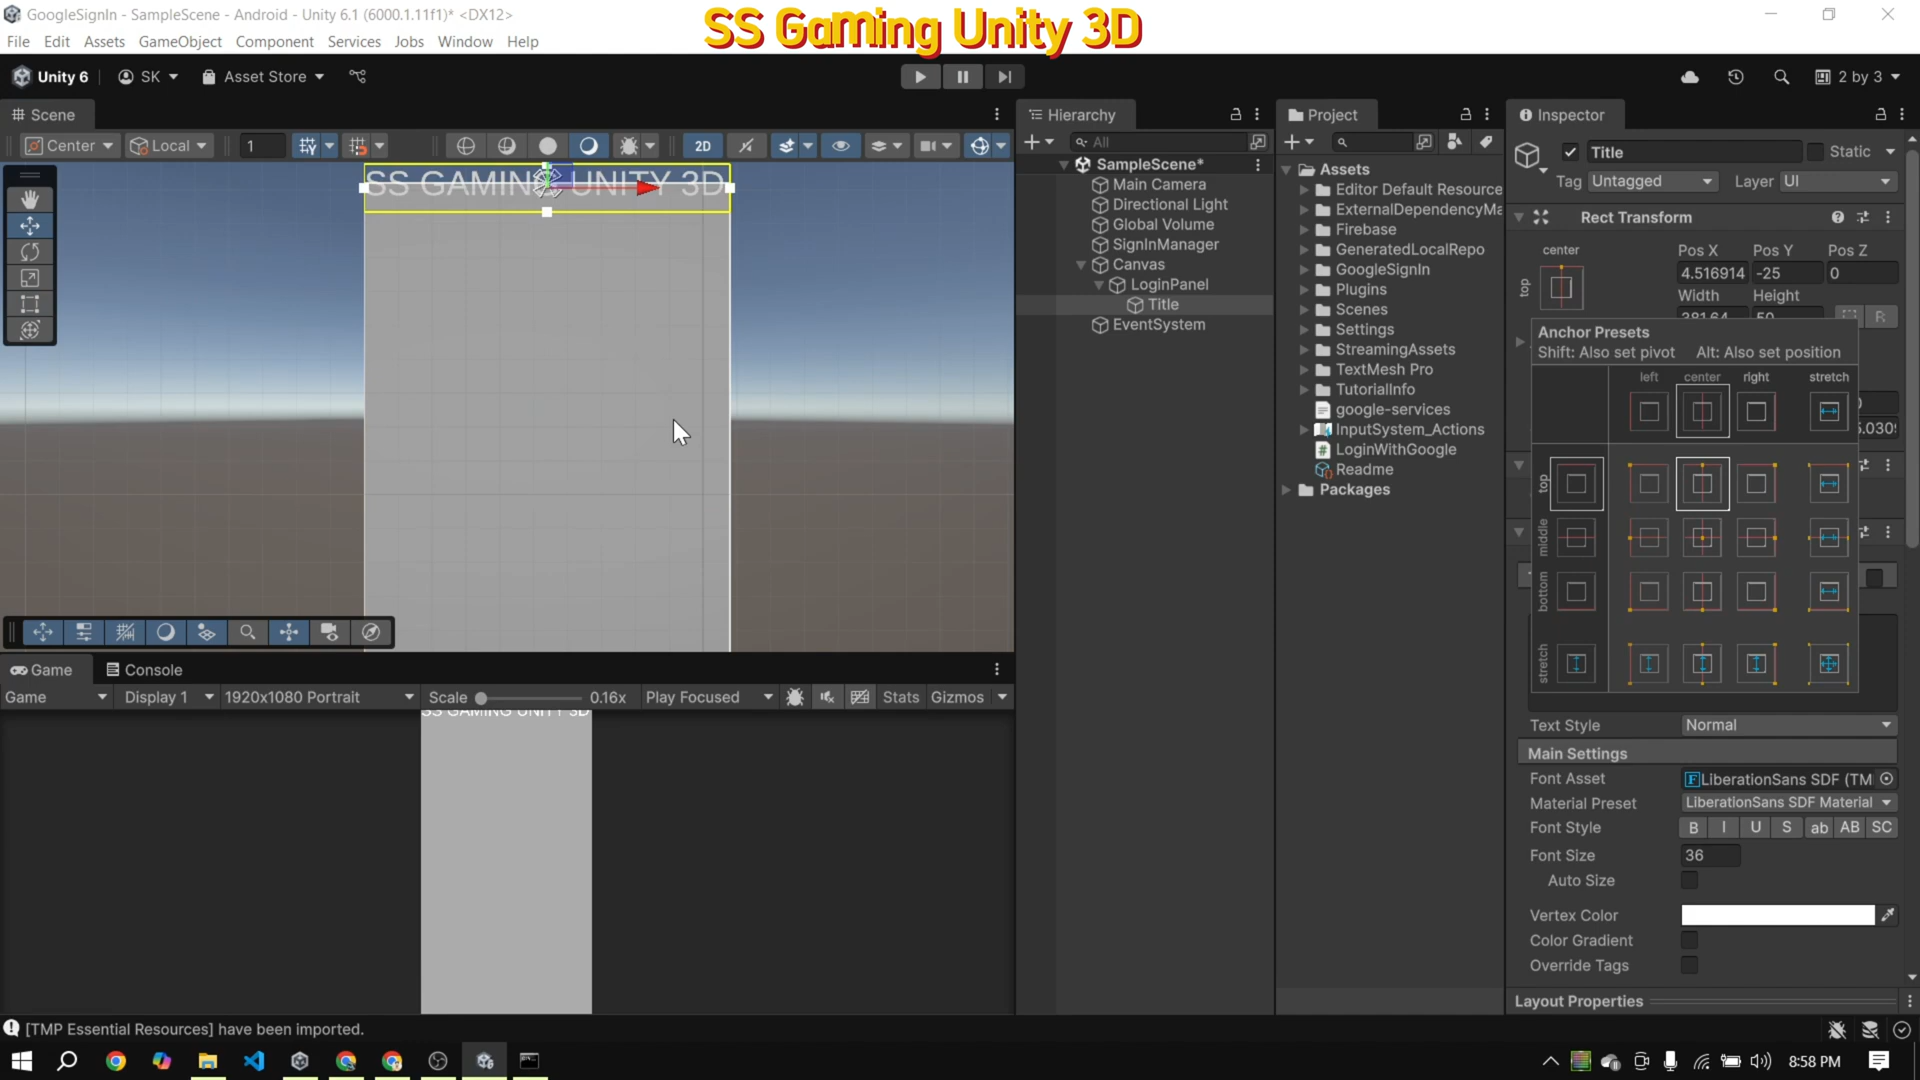 GoogleSignIn - SampleScene - Android - Unity 6.1 (6000.1.11f1)* <DX12>
SS Gaming Unity 3D
File Edit Assets GameObject Component Services Jobs Window Help
Unity 6 SK Asset Store 2 by 3
Scene
Center Local 1 2D
SS GAMING UNITY 3D
Hierarchy
All
SampleScene*
Main Camera
Directional Light
Global Volume
SignInManager
Canvas
LoginPanel
Title
EventSystem
Project
Assets
Editor Default Resource
ExternalDependencyMa
Firebase
GeneratedLocalRepo
GoogleSignIn
Plugins
Scenes
Settings
StreamingAssets
TextMesh Pro
TutorialInfo
google-services
InputSystem_Actions
LoginWithGoogle
Readme
Packages
Inspector
Title Static
Tag Untagged Layer UI
Rect Transform
center Pos X Pos Y Pos Z
top 4.516914 -25 0
Width Height
381.64 50 R
Anchor Presets
Shift: Also set pivot Alt: Also set position
left center right stretch
top
middle
bottom
stretch
Text Style Normal
Main Settings
Font Asset LiberationSans SDF (TM
Material Preset LiberationSans SDF Material
Font Style B I U S ab AB SC
Font Size 36
Auto Size
Vertex Color
Color Gradient
Override Tags
Layout Properties
Game Console
Game Display 1 1920x1080 Portrait Scale 0.16x Play Focused Stats Gizmos
SS GAMING UNITY 3D
[TMP Essential Resources] have been imported.
8:58 PM